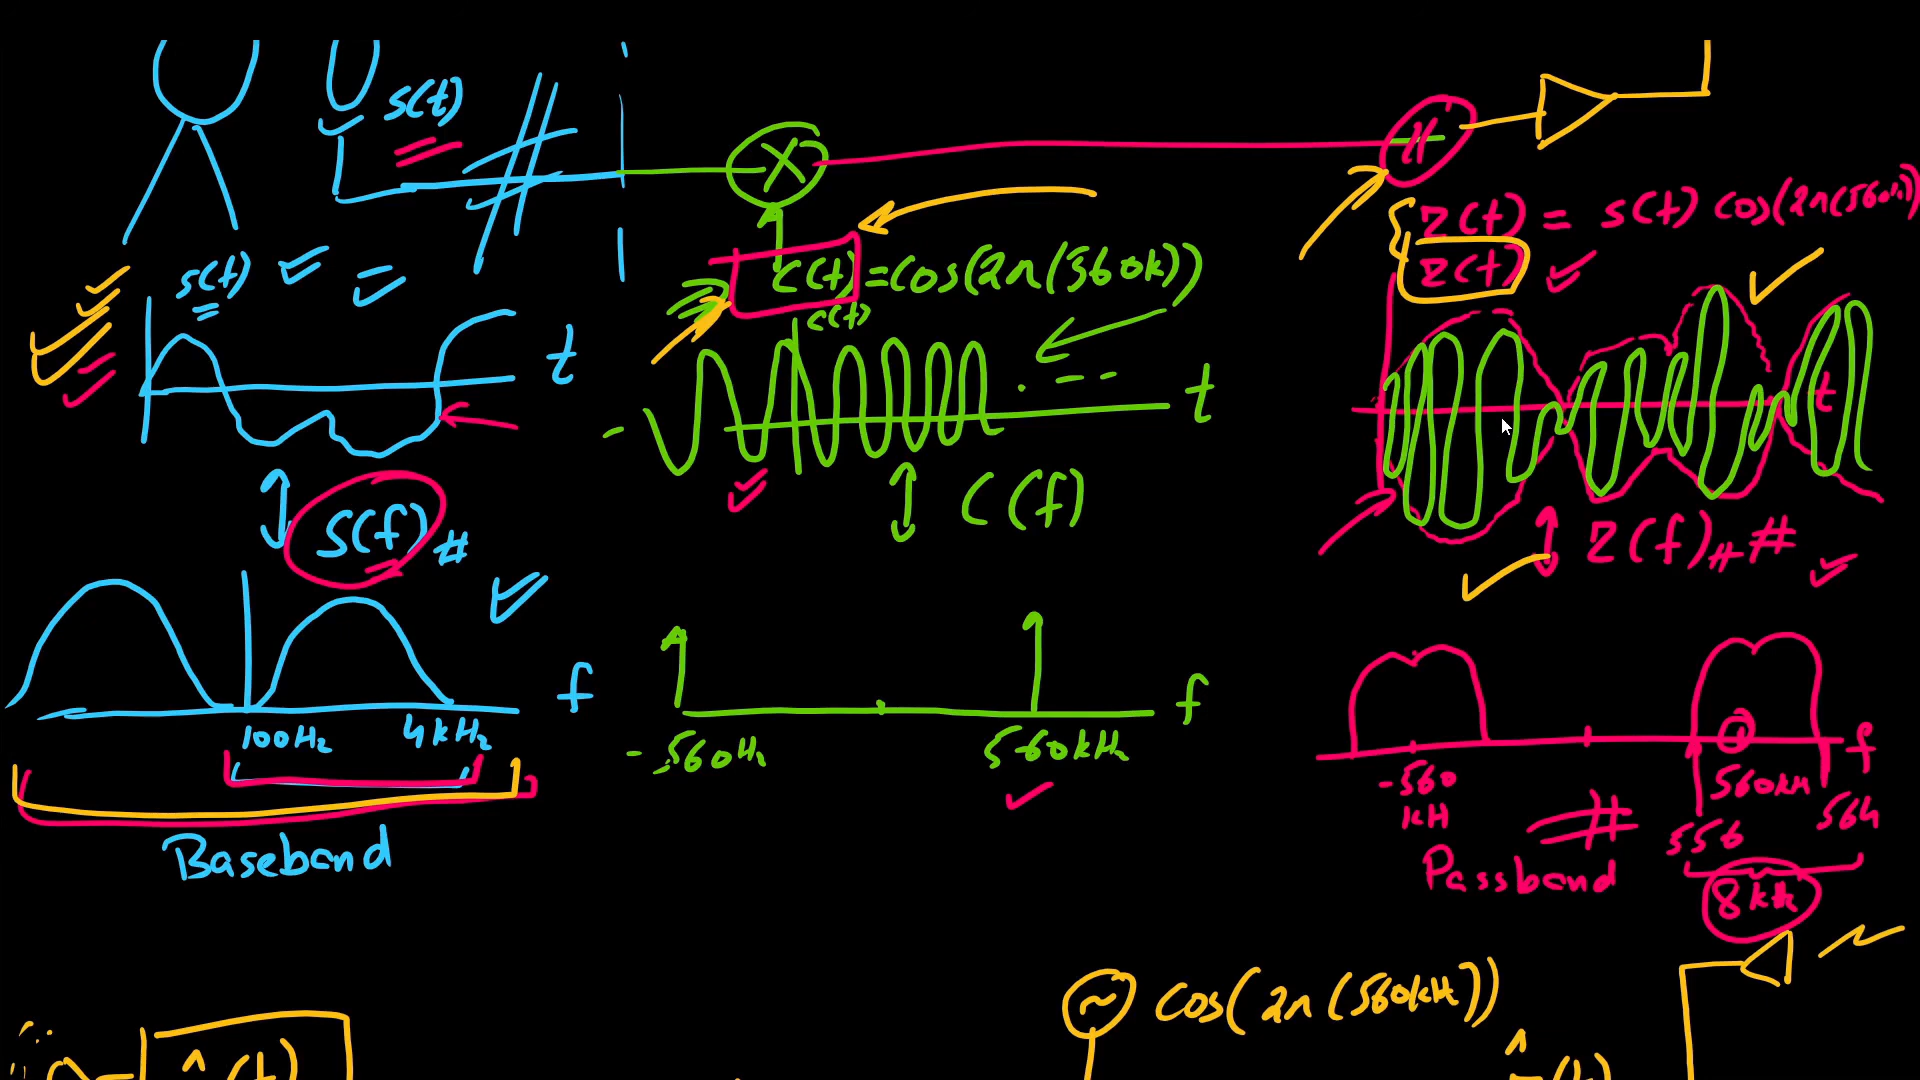 s(t)
s(t)
c(t) = cos(2π(560k))
c(t)
t
t
z(t) = s(t) cos(2π(560k))
z(t)
t
S(f)#
C(f)
Z(f)## 
f
100Hz 4kHz
Baseband
f
-560Hz 560kHz
f
-560 kH
560kH
556 564
Passband
8kHz
cos(2π(560kH))